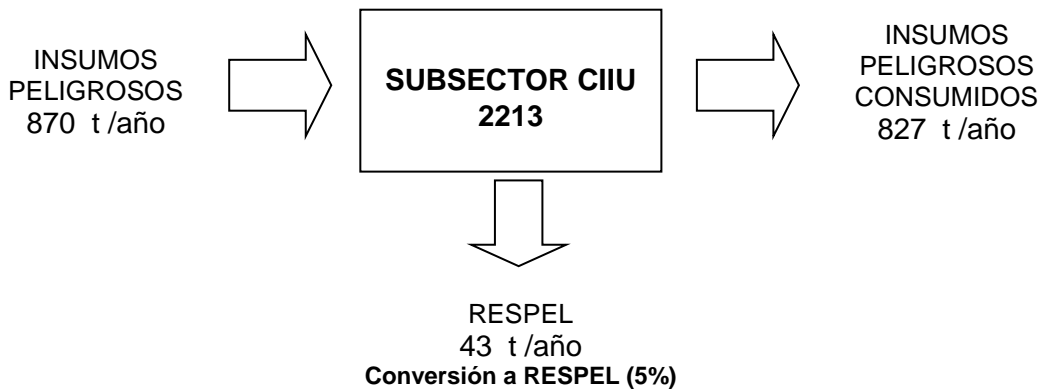 INSUMOS
PELIGROSOS
870 t /año
SUBSECTOR CIIU
2213
INSUMOS
PELIGROSOS
CONSUMIDOS
827 t /año
RESPEL
43 t /año
Conversión a RESPEL (5%)